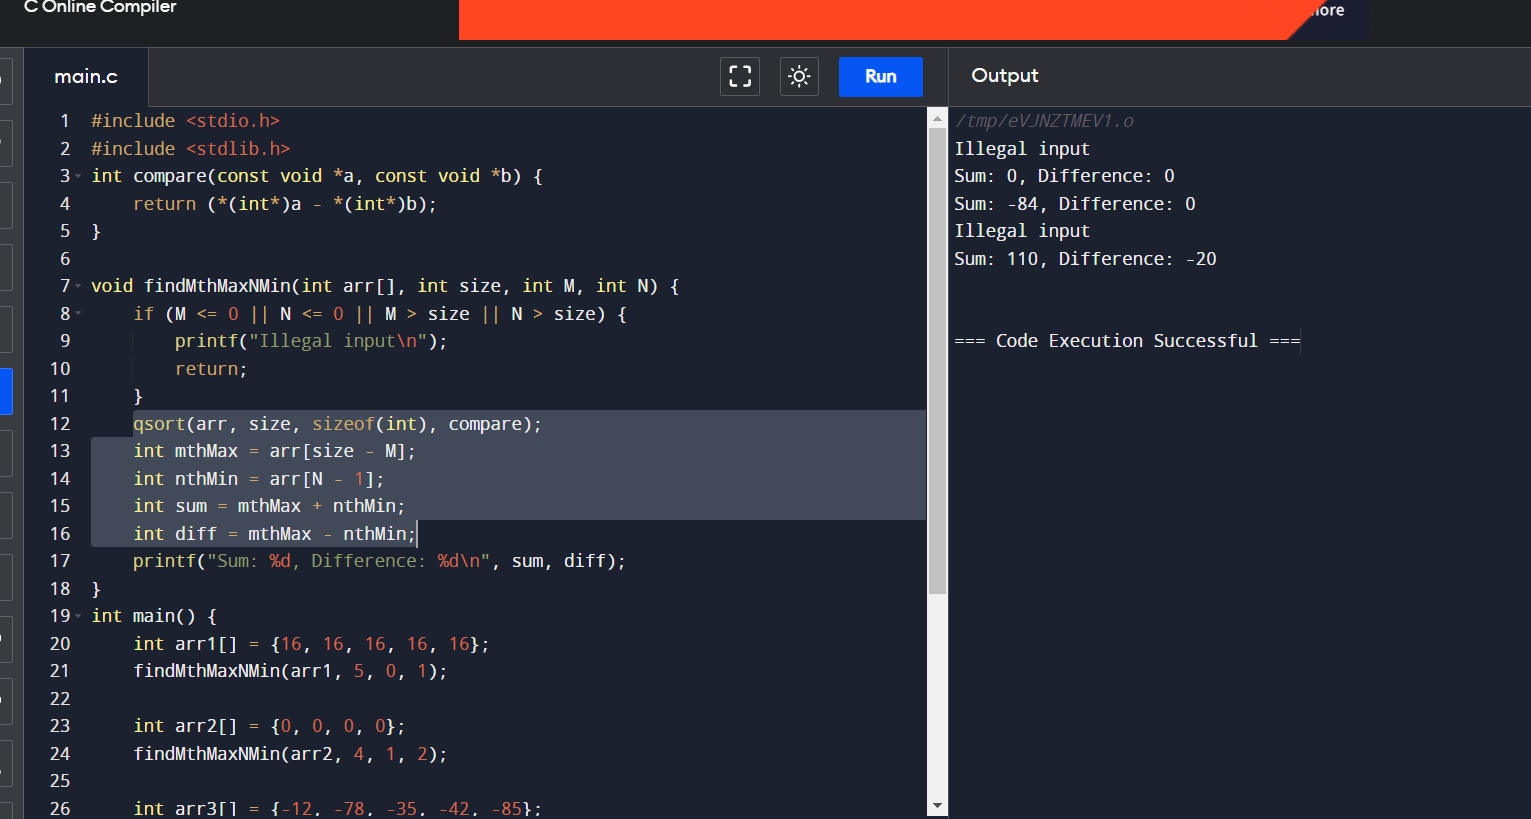 C Online Compiler
more
main.c
Run
Output
1 #include <stdio.h>
2 #include <stdlib.h>
3 int compare(const void *a, const void *b) {
4     return (*(int*)a - *(int*)b);
5 }
6
7 void findMthMaxNMin(int arr[], int size, int M, int N) {
8     if (M <= 0 || N <= 0 || M > size || N > size) {
9         printf("Illegal input\n");
10         return;
11     }
12     qsort(arr, size, sizeof(int), compare);
13     int mthMax = arr[size - M];
14     int nthMin = arr[N - 1];
15     int sum = mthMax + nthMin;
16     int diff = mthMax - nthMin;
17     printf("Sum: %d, Difference: %d\n", sum, diff);
18 }
19 int main() {
20     int arr1[] = {16, 16, 16, 16, 16};
21     findMthMaxNMin(arr1, 5, 0, 1);
22
23     int arr2[] = {0, 0, 0, 0};
24     findMthMaxNMin(arr2, 4, 1, 2);
25
26     int arr3[] = {-12, -78, -35, -42, -85};
/tmp/eVJNZTMEV1.o
Illegal input
Sum: 0, Difference: 0
Sum: -84, Difference: 0
Illegal input
Sum: 110, Difference: -20
=== Code Execution Successful ===